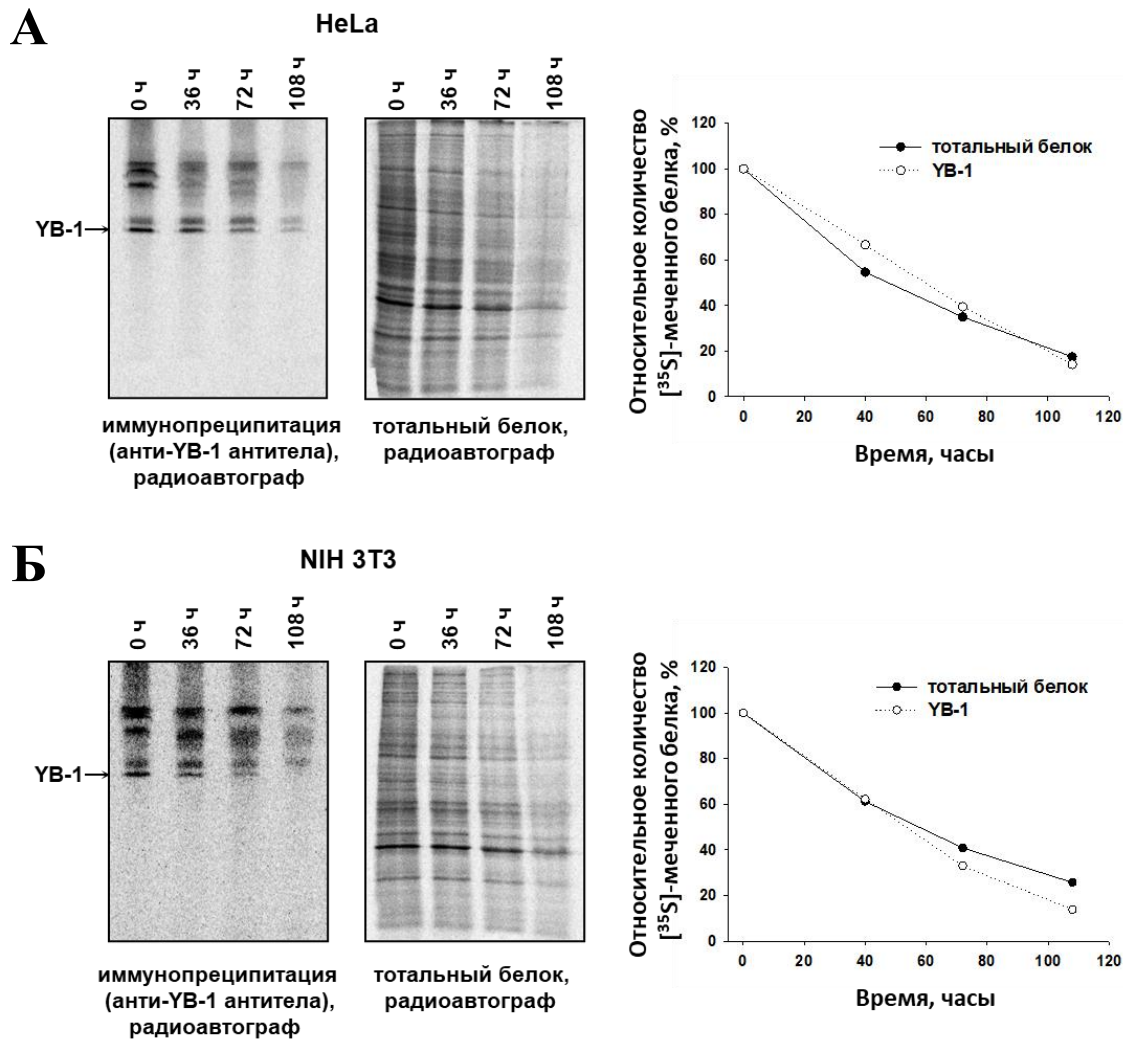 А
HeLa
0 ч
36 ч
72 ч
108 ч
0 ч
36 ч
72 ч
108 ч
YB-1
иммунопреципитация
(анти-YB-1 антитела),
радиоавтограф
тотальный белок,
радиоавтограф
Относительное количество
[³⁵S]-меченного белка, %
120
100
80
60
40
20
0
тотальный белок
YB-1
0 20 40 60 80 100 120
Время, часы
Б
NIH 3T3
0 ч
36 ч
72 ч
108 ч
0 ч
36 ч
72 ч
108 ч
YB-1
иммунопреципитация
(анти-YB-1 антитела),
радиоавтограф
тотальный белок,
радиоавтограф
Относительное количество
[³⁵S]-меченного белка, %
120
100
80
60
40
20
0
тотальный белок
YB-1
0 20 40 60 80 100 120
Время, часы